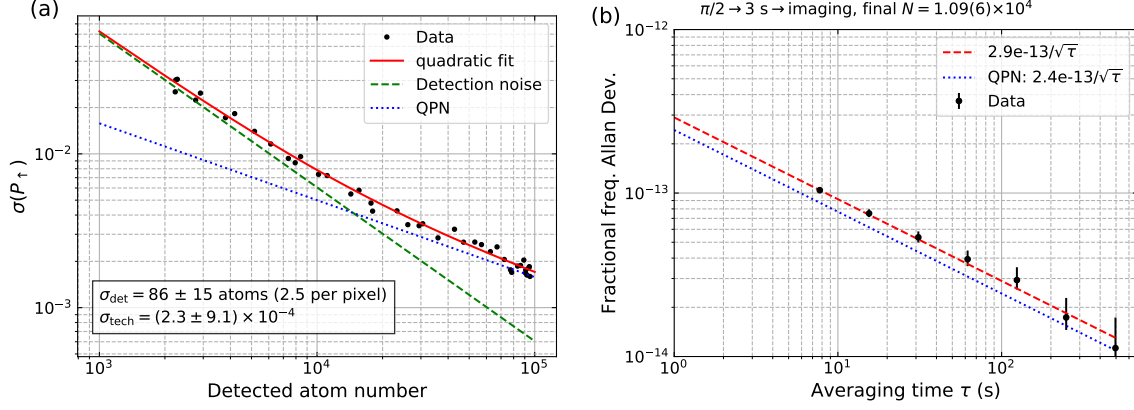 (a)
Data
quadratic fit
Detection noise
QPN
10⁻²
10⁻³
σ(P↑)
σdet = 86 ± 15 atoms (2.5 per pixel)
σtech = (2.3 ± 9.1) × 10⁻⁴
10³ 10⁴ 10⁵
Detected atom number
(b)
π/2→3 s→imaging, final N = 1.09(6)×10⁴
2.9e-13/√τ
QPN: 2.4e-13/√τ
Data
10⁻¹²
10⁻¹³
10⁻¹⁴
Fractional freq. Allan Dev.
10⁰ 10¹ 10²
Averaging time τ (s)